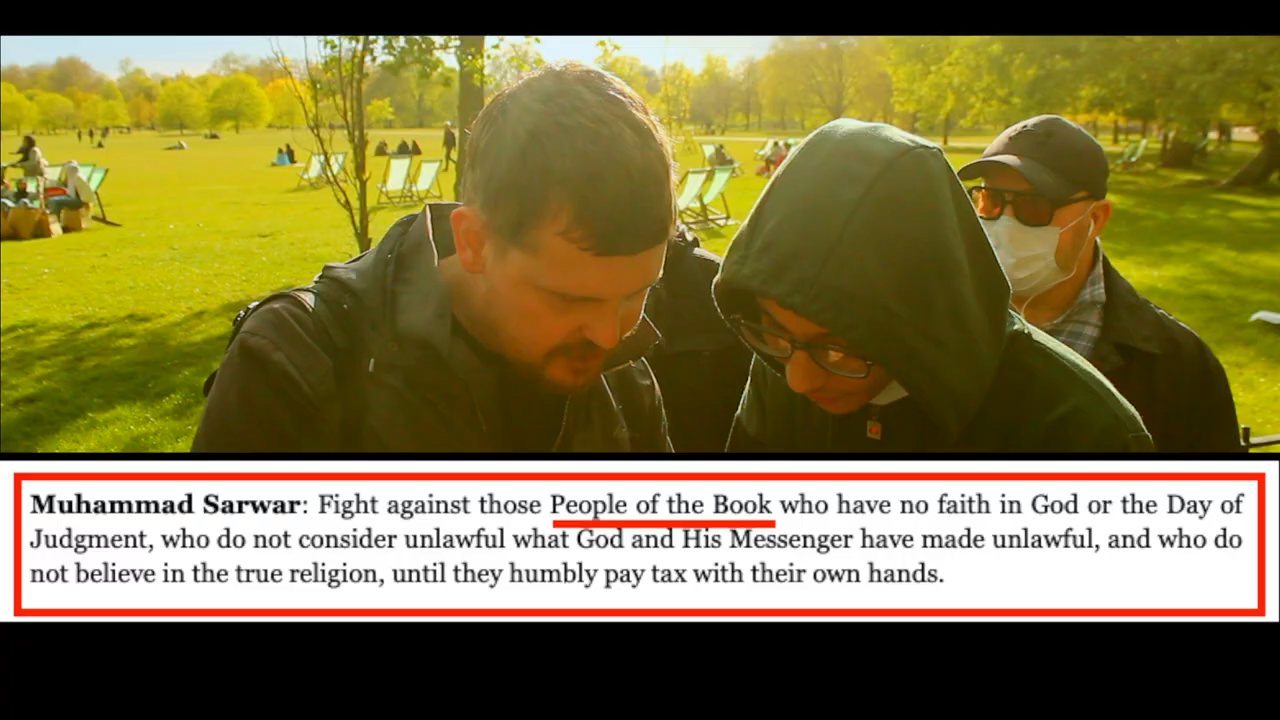 Muhammad Sarwar: Fight against those People of the Book who have no faith in God or the Day of
Judgment, who do not consider unlawful what God and His Messenger have made unlawful, and who do
not believe in the true religion, until they humbly pay tax with their own hands.